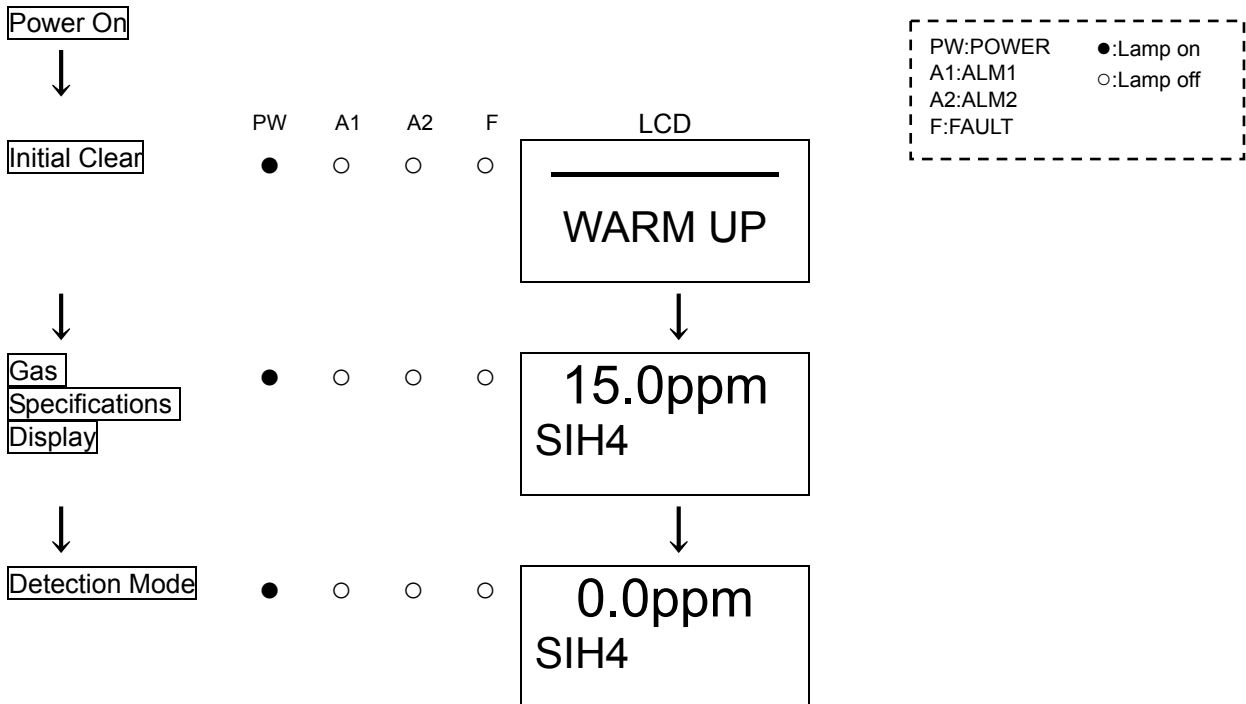 Power On
PW:POWER ●:Lamp on
A1:ALM1 ○:Lamp off
A2:ALM2
F:FAULT
PW A1 A2 F LCD
Initial Clear ● ○ ○ ○
WARM UP
Gas ● ○ ○ ○ 15.0ppm
Specifications
Display
SIH4
Detection Mode ● ○ ○ ○ 0.0ppm
SIH4